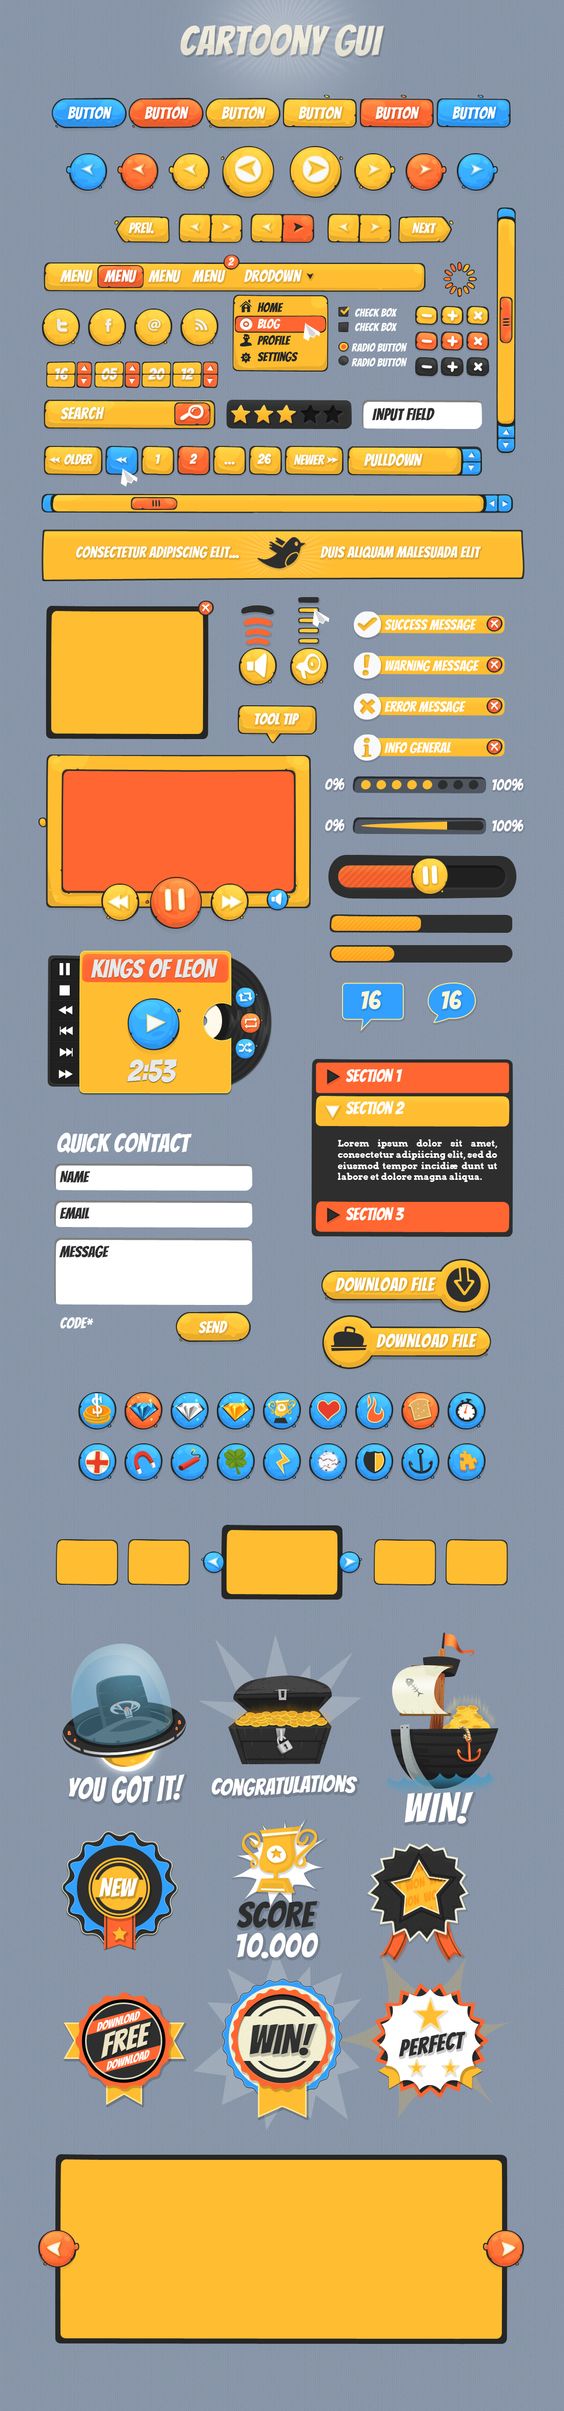 CARTOONY GUI
BUTTON BUTTON BUTTON BUTTON BUTTON BUTTON
PREV. NEXT
2
MENU MENU MENU MENU DRODOWN
HOME
BLOG
PROFILE
SETTINGS
CHECK BOX
CHECK BOX
RADIO BUTTON
RADIO BUTTON
16 05 20 12
SEARCH
INPUT FIELD
OLDER 1 2 ... 26 NEWER PULLDOWN
CONSECTETUR ADIPISCING ELIT... DUIS ALIQUAM MALESUADA ELIT
SUCCESS MESSAGE
WARNING MESSAGE
ERROR MESSAGE
INFO GENERAL
TOOL TIP
0% 100%
0% 100%
KINGS OF LEON
2:53
16 16
SECTION 1
SECTION 2
Lorem ipsum dolor sit amet,
consectetur adipiicing elit, sed do
eiusmod tempor incidiæ dunt ut
labore et dolore magna aliqua.
SECTION 3
QUICK CONTACT
NAME
EMAIL
MESSAGE
CODE*
SEND
DOWNLOAD FILE
DOWNLOAD FILE
YOU GOT IT!
CONGRATULATIONS
WIN!
NEW
SCORE
10.000
DOWNLOAD
FREE
DOWNLOAD
WIN!
PERFECT